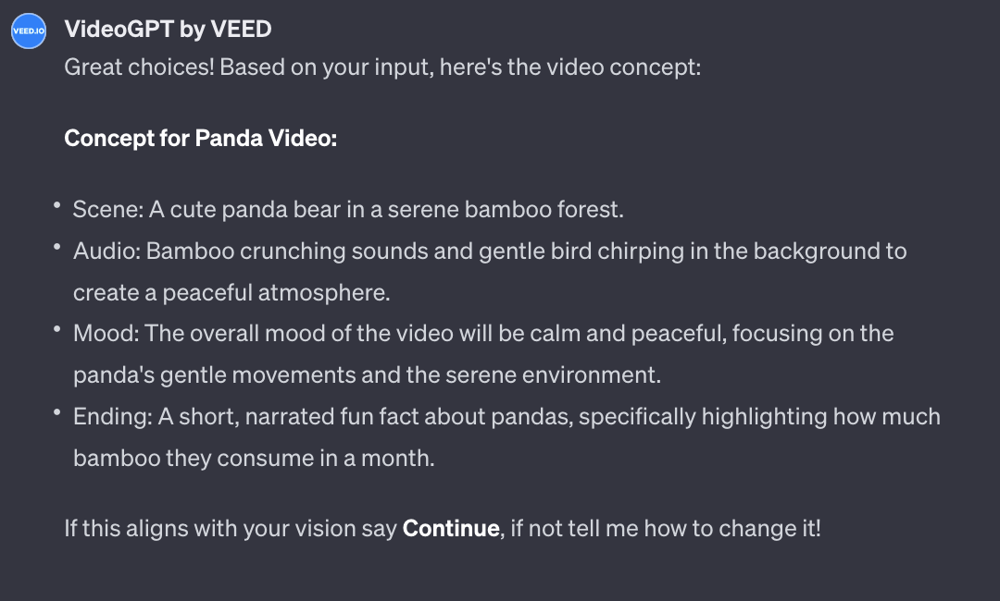 VEED.IO
VideoGPT by VEED
Great choices! Based on your input, here's the video concept:
Concept for Panda Video:
• Scene: A cute panda bear in a serene bamboo forest.
• Audio: Bamboo crunching sounds and gentle bird chirping in the background to
create a peaceful atmosphere.
• Mood: The overall mood of the video will be calm and peaceful, focusing on the
panda's gentle movements and the serene environment.
• Ending: A short, narrated fun fact about pandas, specifically highlighting how much
bamboo they consume in a month.
If this aligns with your vision say Continue, if not tell me how to change it!